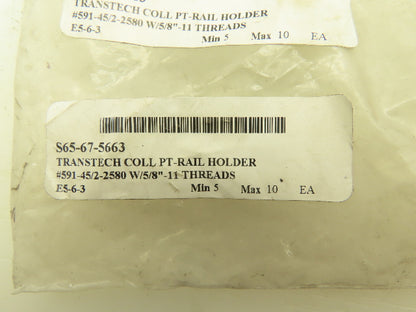 TRANSTECH COLL PT-RAIL HOLDER
#591-45/2-2580 W/5/8"-11 THREADS
E5-6-3 Min 5 Max 10 EA
S65-67-5663
TRANSTECH COLL PT-RAIL HOLDER
#591-45/2-2580 W/5/8"-11 THREADS
E5-6-3 Min 5 Max 10 EA